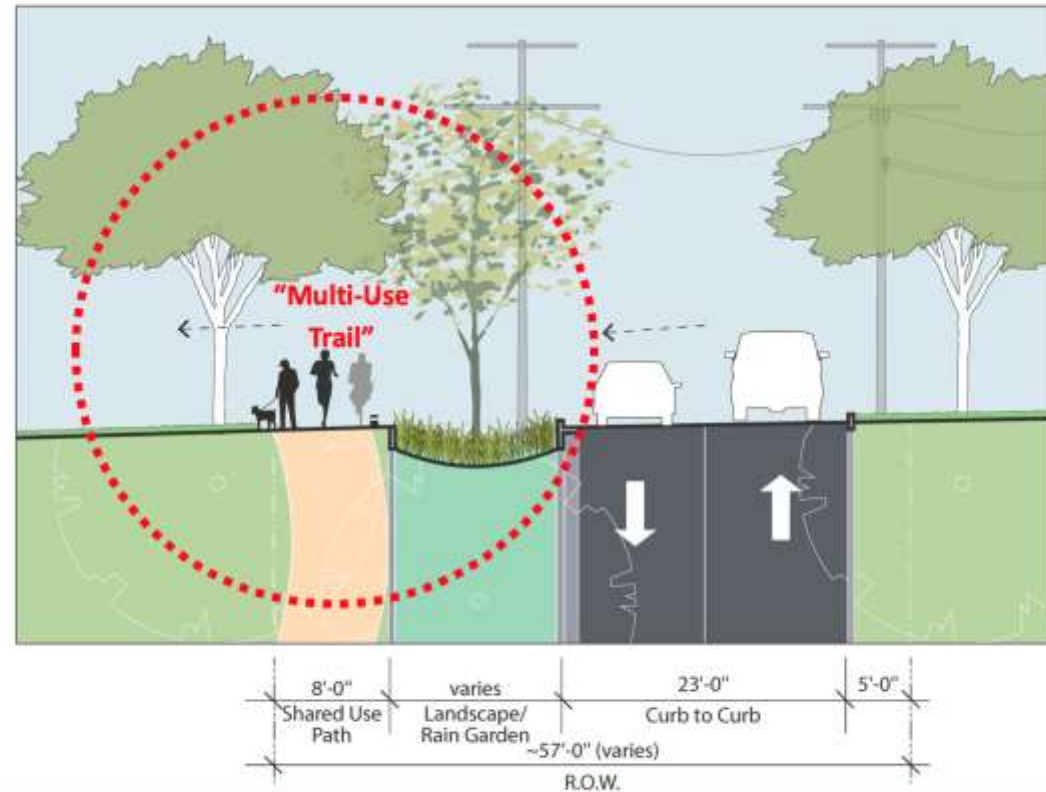 "Multi-Use
Trail"
8'-0"
Shared Use
Path
varies
Landscape/
Rain Garden
23'-0"
Curb to Curb
5'-0"
~57'-0" (varies)
R.O.W.